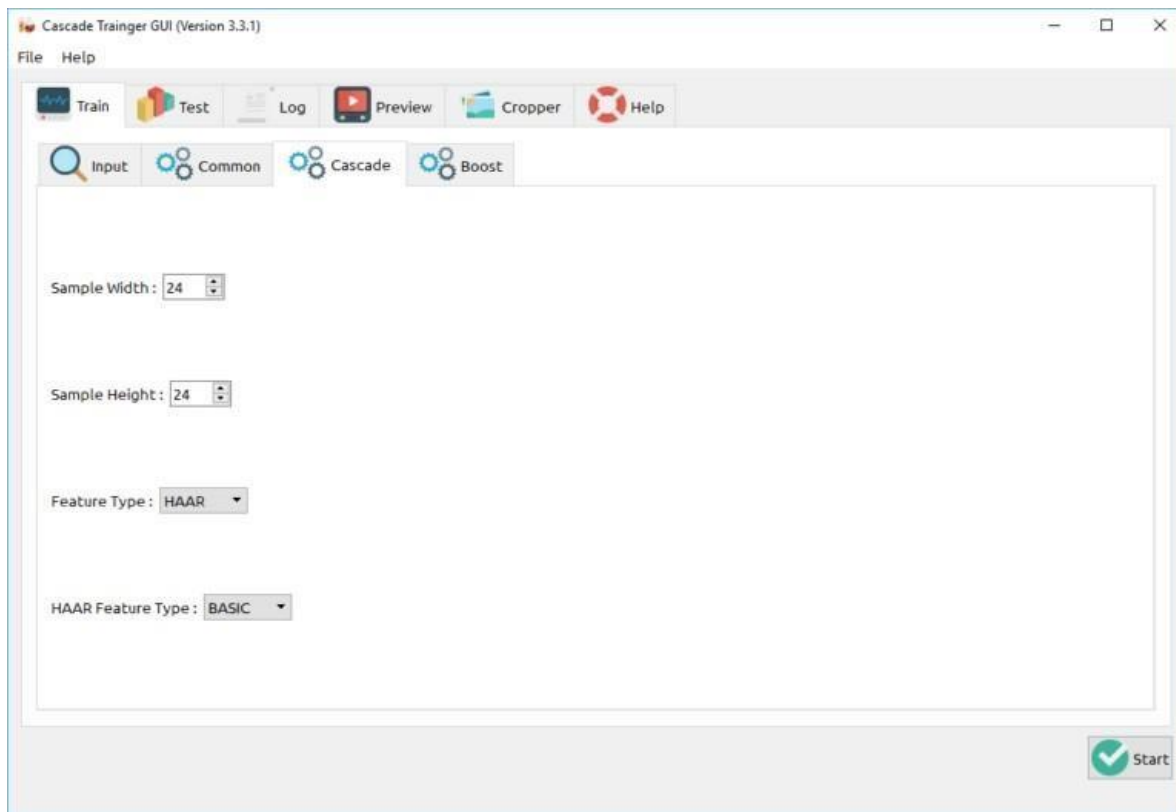 Cascade Trainger GUI (Version 3.3.1)
File Help
Train Test Log Preview Cropper Help
Input Common Cascade Boost
Sample Width : 24
Sample Height : 24
Feature Type : HAAR
HAAR Feature Type : BASIC
Start